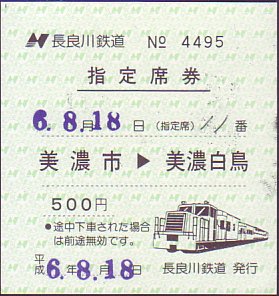 長良川鉄道 № 4495
指定席券
6.8.18 月 日 (指定席) 11番
美濃市 ▶ 美濃白鳥
500円
●途中下車された場合
は前途無効です。
平成 6.年8.月18日
長良川鉄道 発行